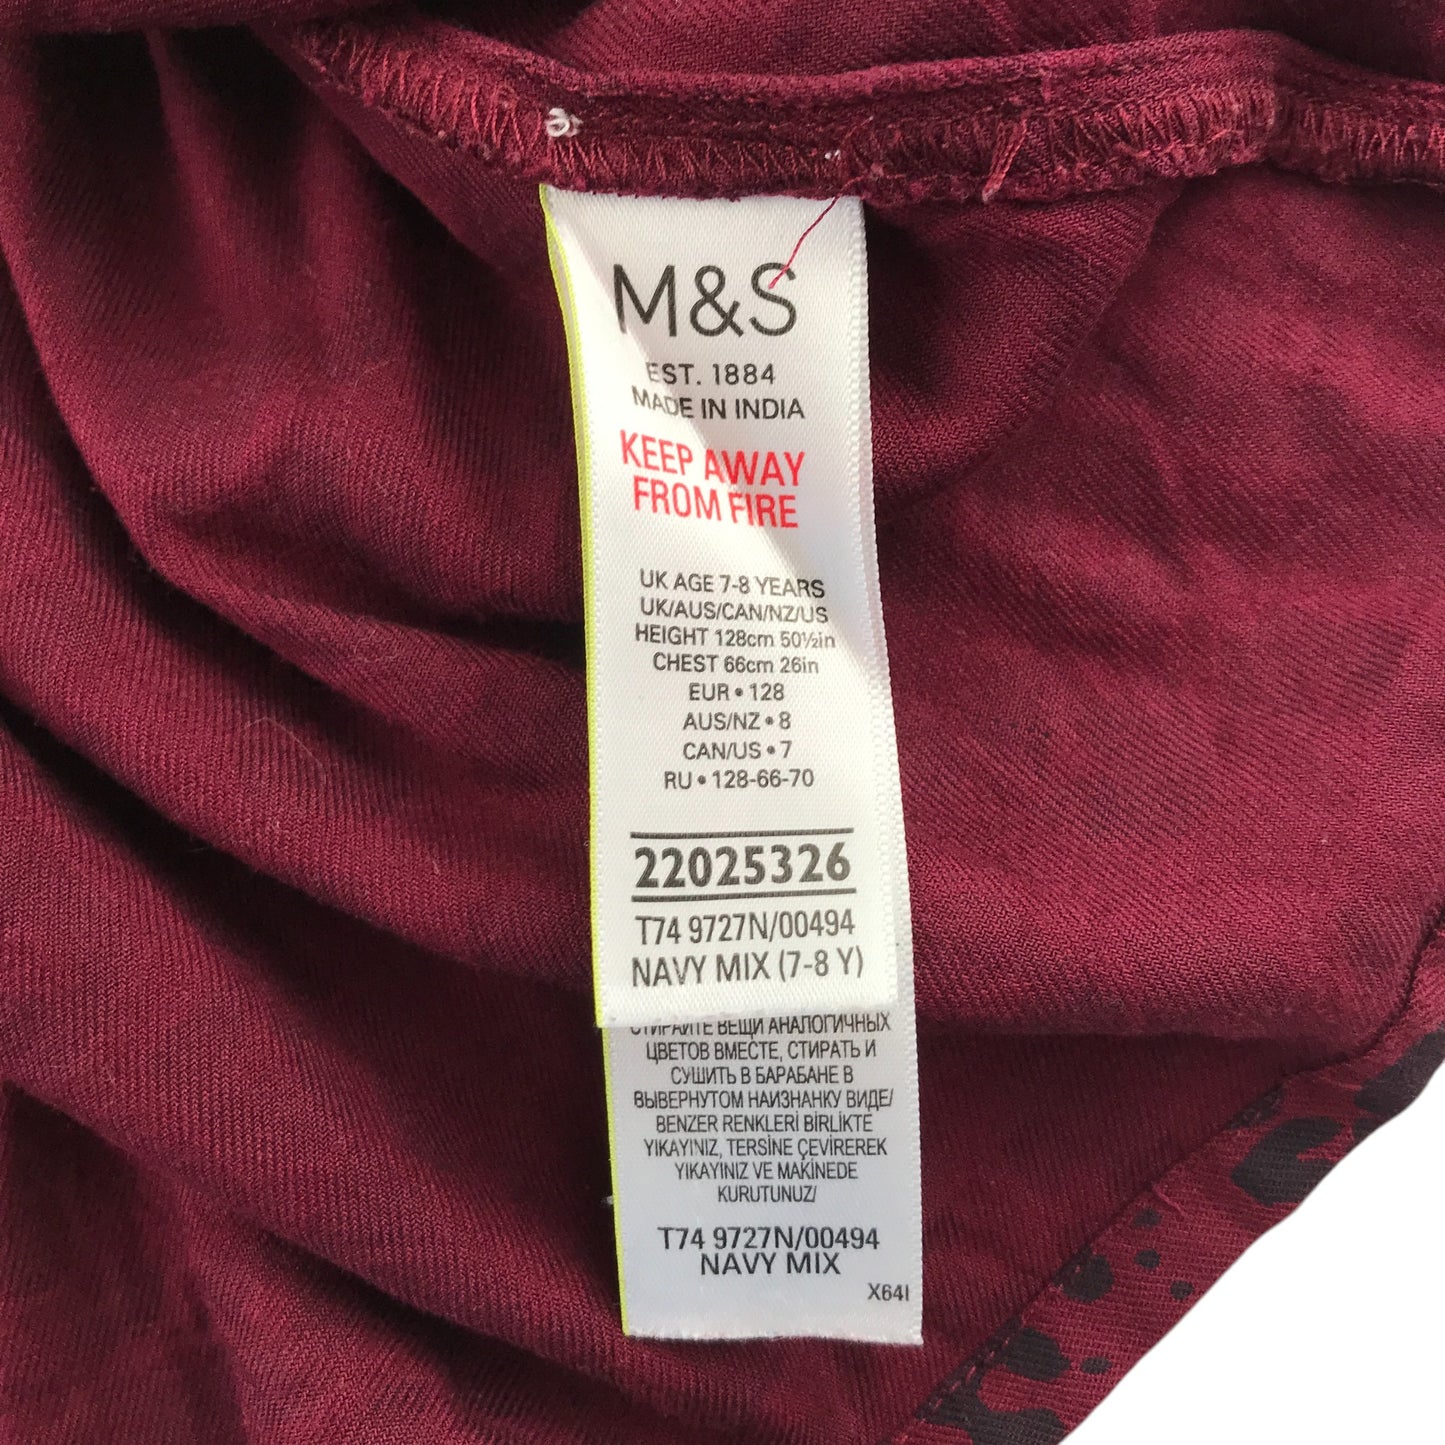 M&S
EST. 1884
MADE IN INDIA
KEEP AWAY
FROM FIRE
UK AGE 7-8 YEARS
UK/AUS/CAN/NZ/US
HEIGHT 128cm 50½in
CHEST 66cm 26in
EUR • 128
AUS/NZ • 8
CAN/US • 7
RU • 128-66-70
22025326
T74 9727N/00494
NAVY MIX (7-8 Y)
СТИРАЙТЕ ВЕЩИ АНАЛОГИЧНЫХ
ЦВЕТОВ ВМЕСТЕ, СТИРАТЬ И
СУШИТЬ В БАРАБАНЕ В
ВЫВЕРНУТОМ НАИЗНАНКУ ВИДЕ/
BENZER RENKLERİ BİRLİKTE
YIKAYINIZ, TERSİNE ÇEVİREREK
YIKAYINIZ VE MAKİNEDE
KURUTUNUZ/
T74 9727N/00494
NAVY MIX
X64I